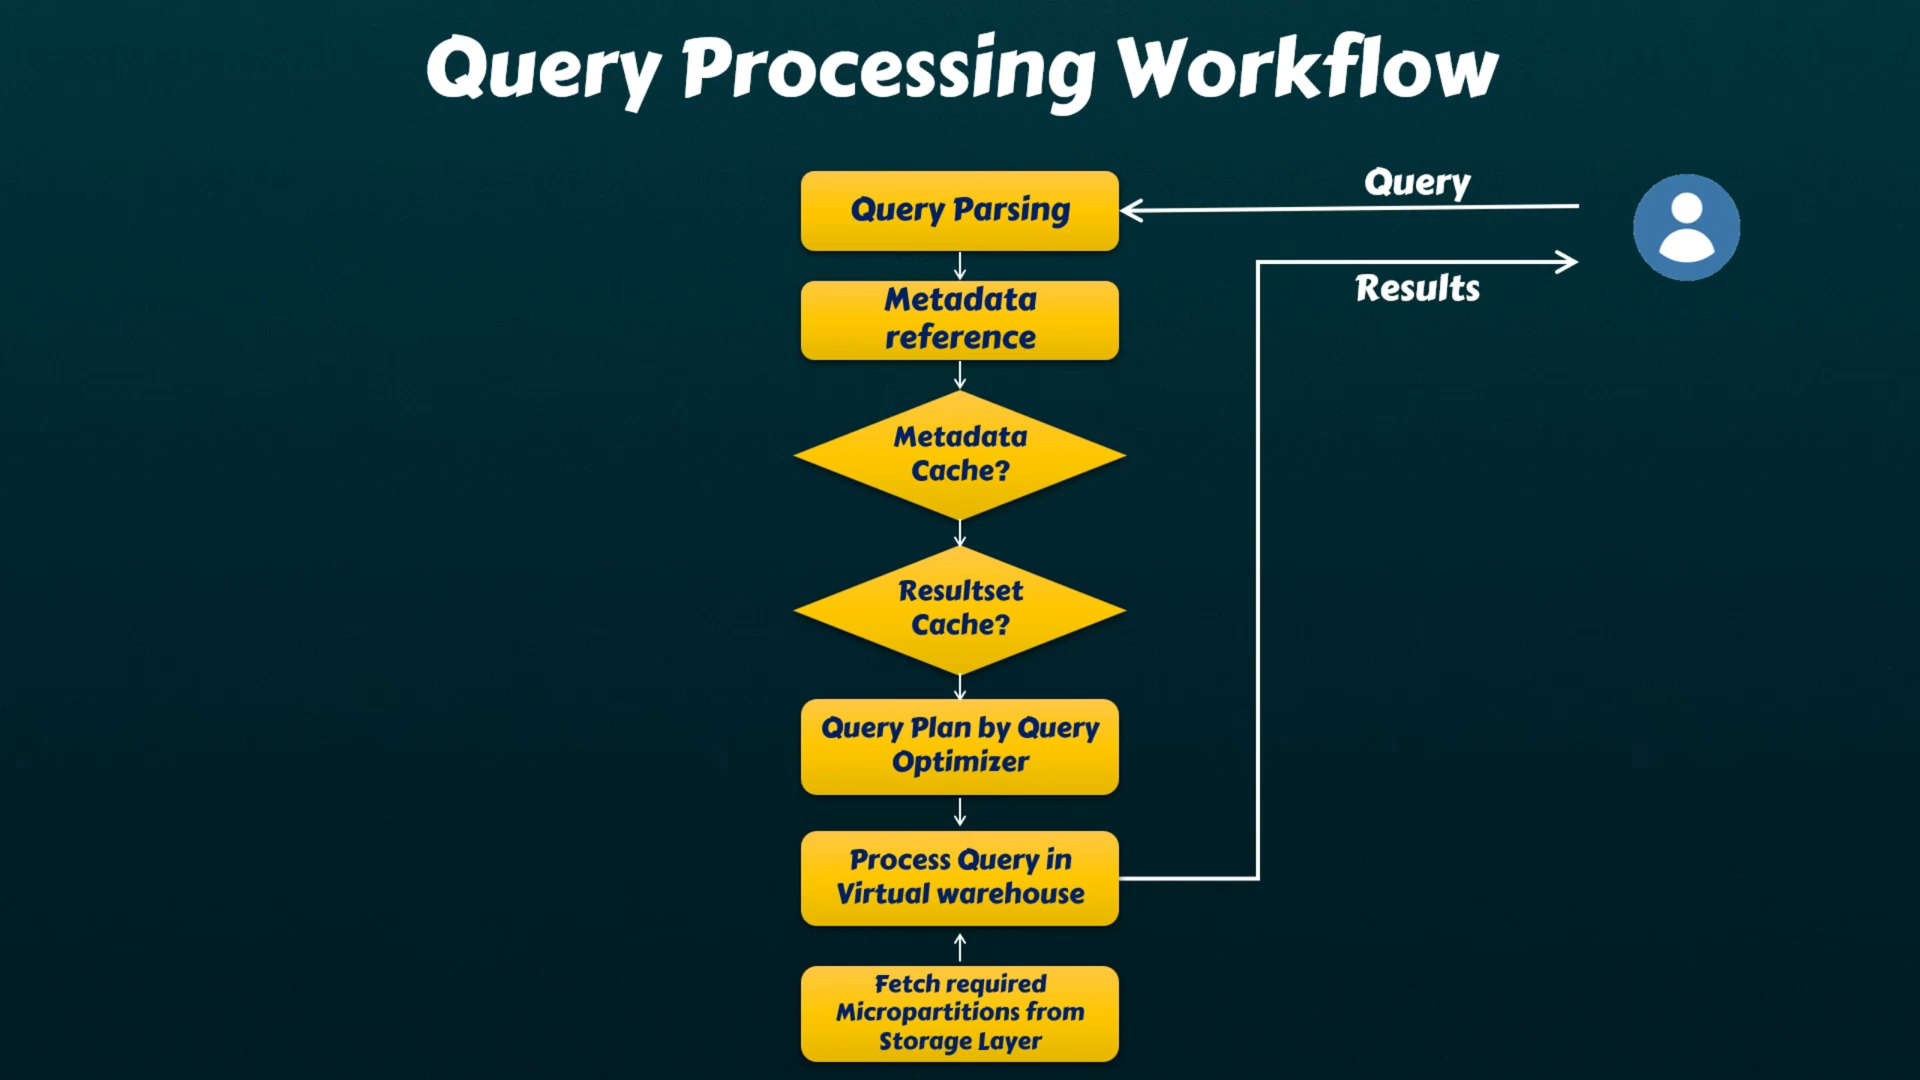 Query Processing Workflow
Query Parsing
Query
Results
Metadata
reference
Metadata
Cache?
Resultset
Cache?
Query Plan by Query
Optimizer
Process Query in
Virtual warehouse
Fetch required
Micropartitions from
Storage Layer